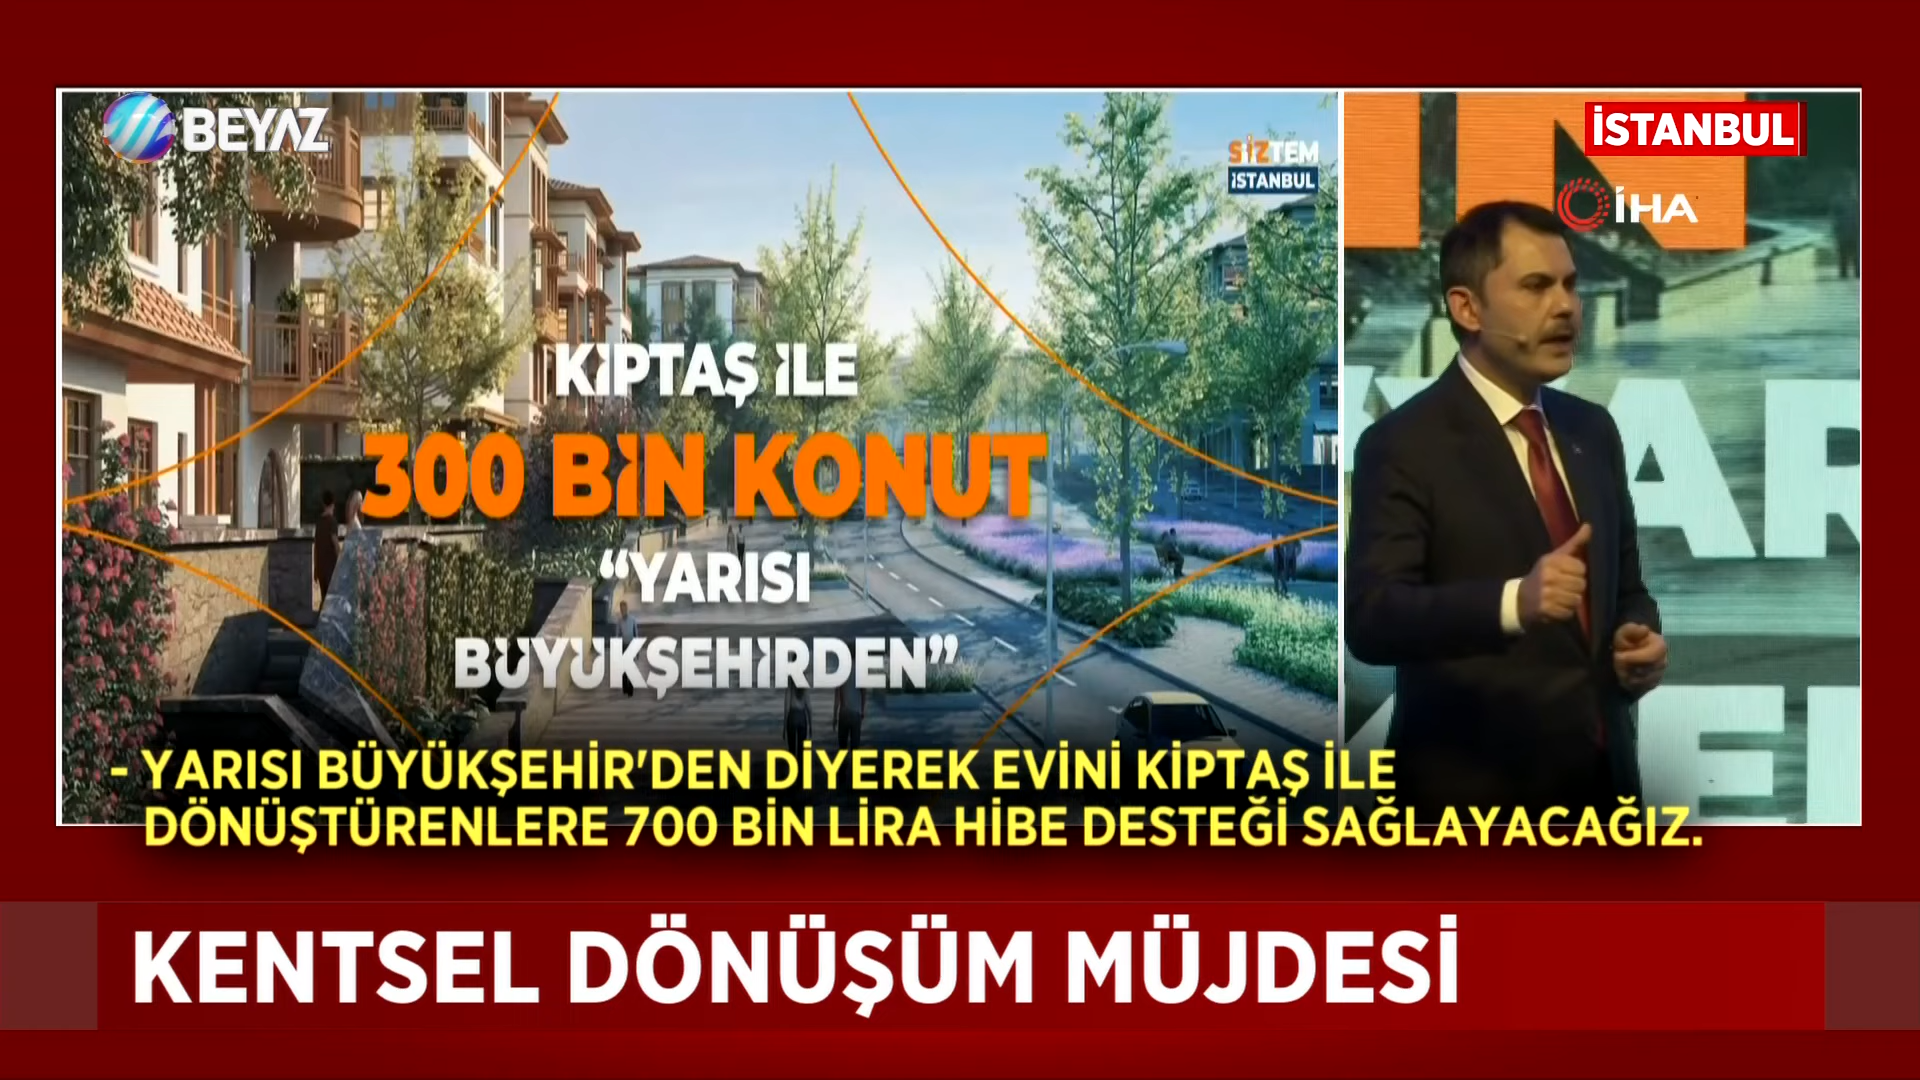 BEYAZ
SİZTEM
İSTANBUL
İSTANBUL
İHA
KİPTAŞ İLE
300 BİN KONUT
“YARISI
BÜYÜKŞEHİRDEN”
- YARISI BÜYÜKŞEHİR'DEN DİYEREK EVİNİ KİPTAŞ İLE
DÖNÜŞTÜRENLERE 700 BİN LİRA HİBE DESTEĞİ SAĞLAYACAĞIZ.
KENTSEL DÖNÜŞÜM MÜJDESİ